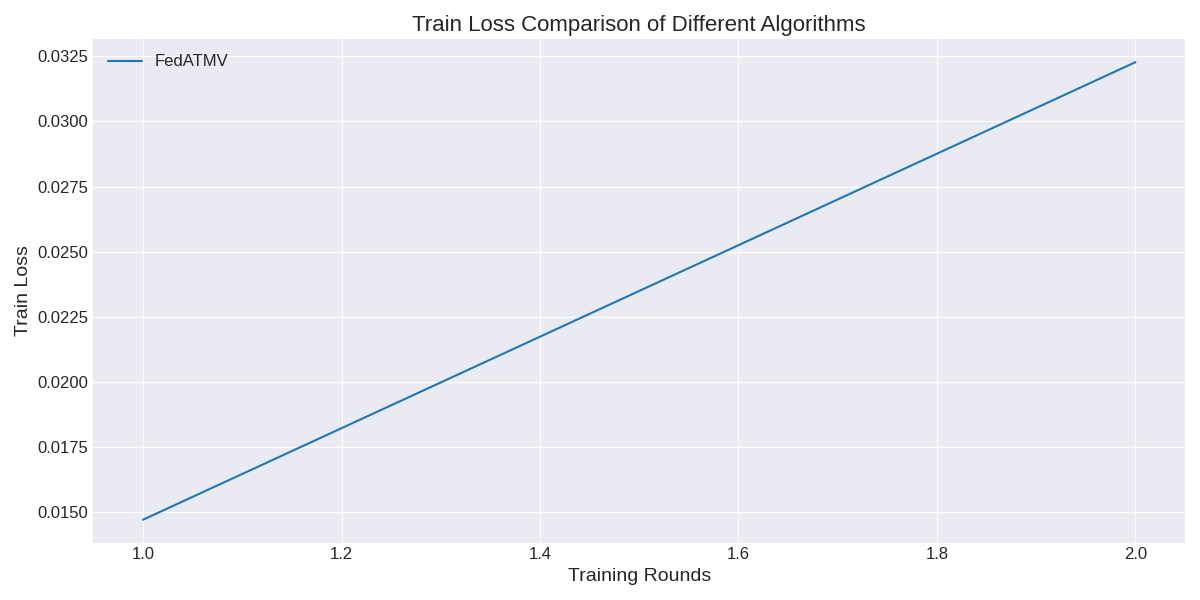 Train Loss Comparison of Different Algorithms
FedATMV
Train Loss
0.0325
0.0300
0.0275
0.0250
0.0225
0.0200
0.0175
0.0150
1.0 1.2 1.4 1.6 1.8 2.0
Training Rounds